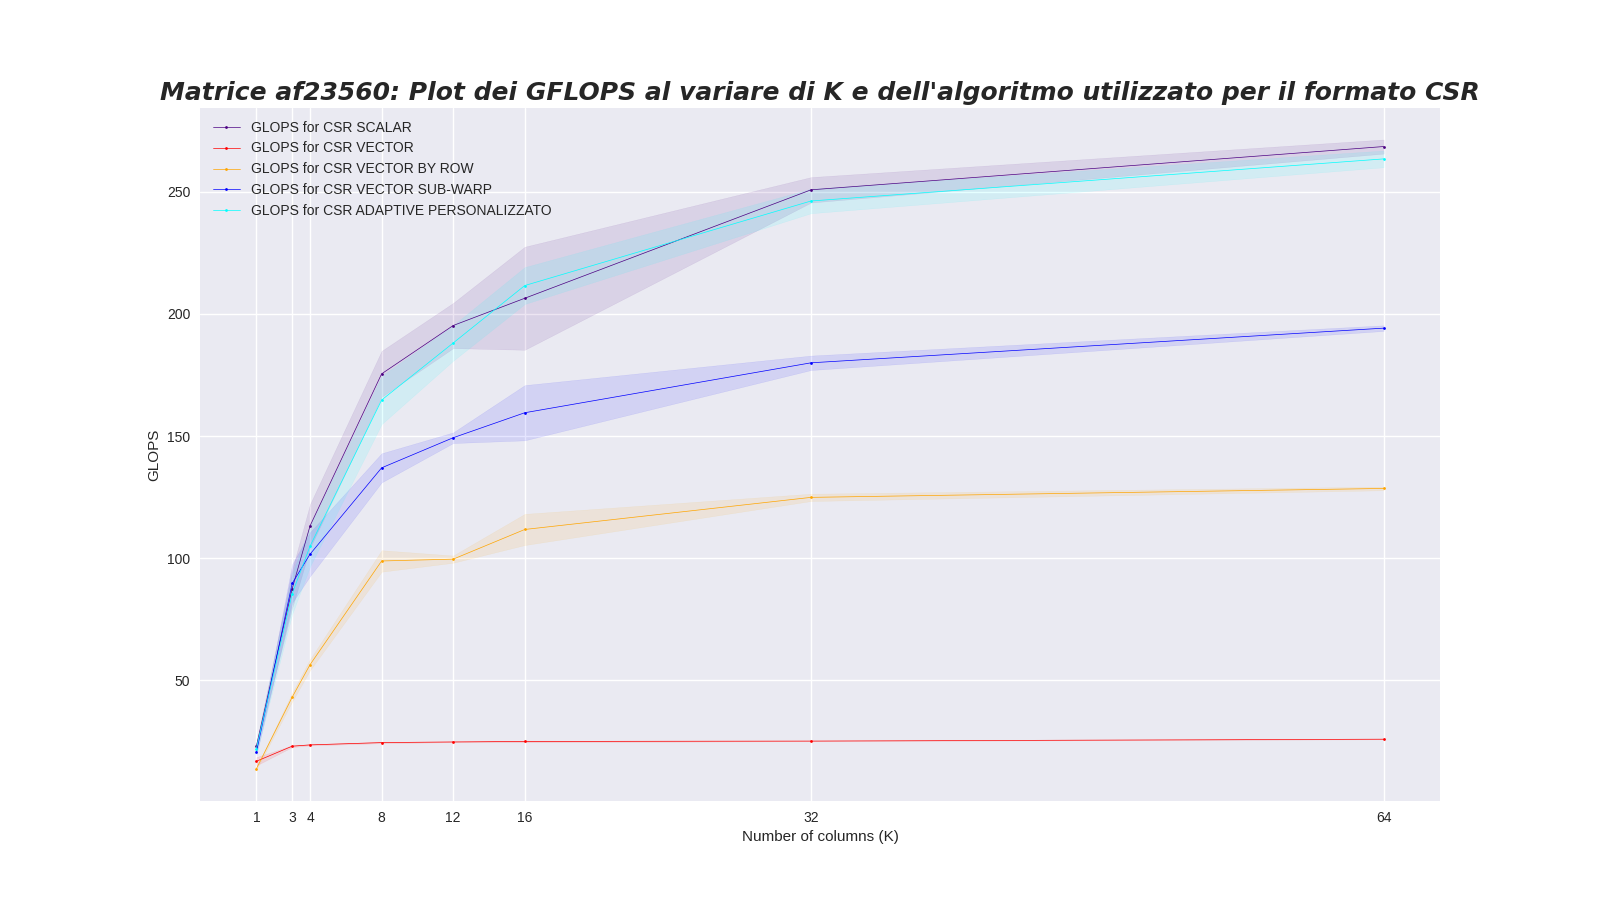 Matrice af23560: Plot dei GFLOPS al variare di K e dell'algoritmo utilizzato per il formato CSR
GLOPS for CSR SCALAR
GLOPS for CSR VECTOR
GLOPS for CSR VECTOR BY ROW
GLOPS for CSR VECTOR SUB-WARP
GLOPS for CSR ADAPTIVE PERSONALIZZATO
250
200
150
100
50
GLOPS
1 3 4 8 12 16 32 64
Number of columns (K)